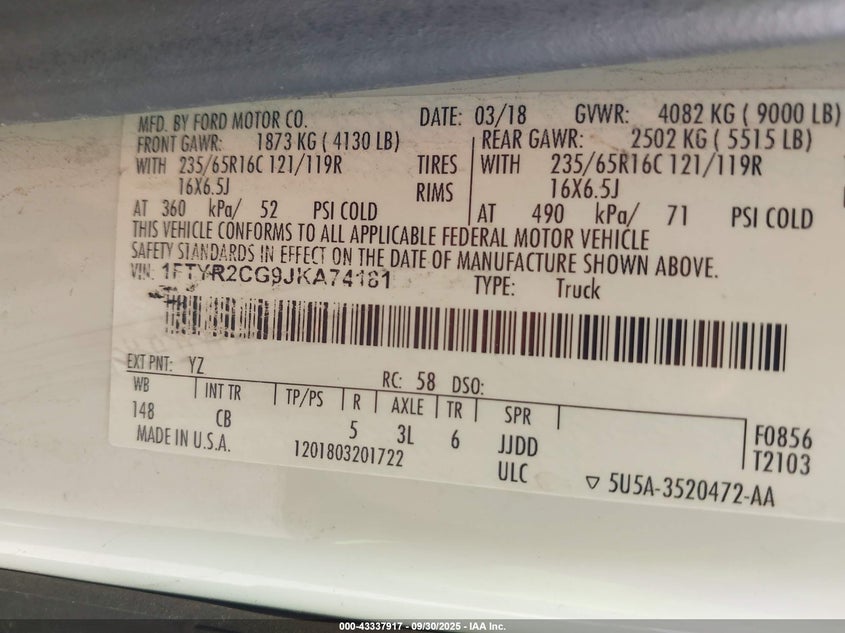 MFD. BY FORD MOTOR CO. DATE: 03/18 GVWR: 4082 KG ( 9000 LB)
FRONT GAWR: 1873 KG ( 4130 LB) REAR GAWR: 2502 KG ( 5515 LB)
WITH 235/65R16C 121/119R TIRES WITH 235/65R16C 121/119R
16X6.5J RIMS 16X6.5J
AT 360 kPa/ 52 PSI COLD AT 490 kPa/ 71 PSI COLD
THIS VEHICLE CONFORMS TO ALL APPLICABLE FEDERAL MOTOR VEHICLE
SAFETY STANDARDS IN EFFECT ON THE DATE OF MANUFACTURE SHOWN ABOVE.
VIN: 1FTYR2CG9JKA74181 TYPE: Truck
EXT PNT: YZ RC: 58 DSO:
WB INT TR TP/PS R AXLE TR SPR
148 CB 5 3L 6 JJDD F0856
MADE IN U.S.A. 1201803201722 ULC T2103
▽ 5U5A-3520472-AA
000-43337917 - 09/30/2025 - IAA Inc.